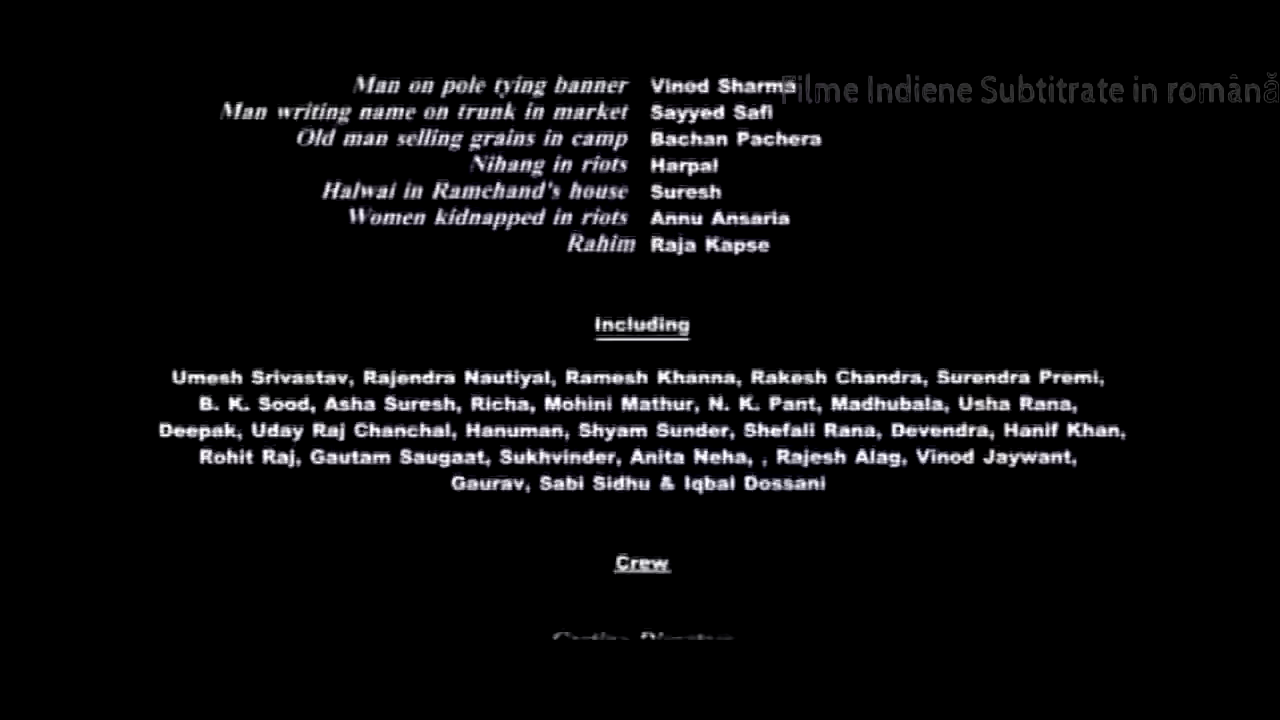 Man on pole tying banner Vinod Sharma
Filme Indiene Subtitrate in română
Man writing name on trunk in market Sayyed Safi
Old man selling grains in camp Bachan Pachera
Nihang in riots Harpal
Halwai in Ramchand's house Suresh
Women kidnapped in riots Annu Ansaria
Rahim Raja Kapse
Including
Umesh Srivastav, Rajendra Nautiyal, Ramesh Khanna, Rakesh Chandra, Surendra Premi,
B. K. Sood, Asha Suresh, Richa, Mohini Mathur, N. K. Pant, Madhubala, Usha Rana,
Deepak, Uday Raj Chanchal, Hanuman, Shyam Sunder, Shefali Rana, Devendra, Hanif Khan,
Rohit Raj, Gautam Saugaat, Sukhvinder, Anita Neha, , Rajesh Alag, Vinod Jaywant,
Gaurav, Sabi Sidhu & Iqbal Dossani
Crew